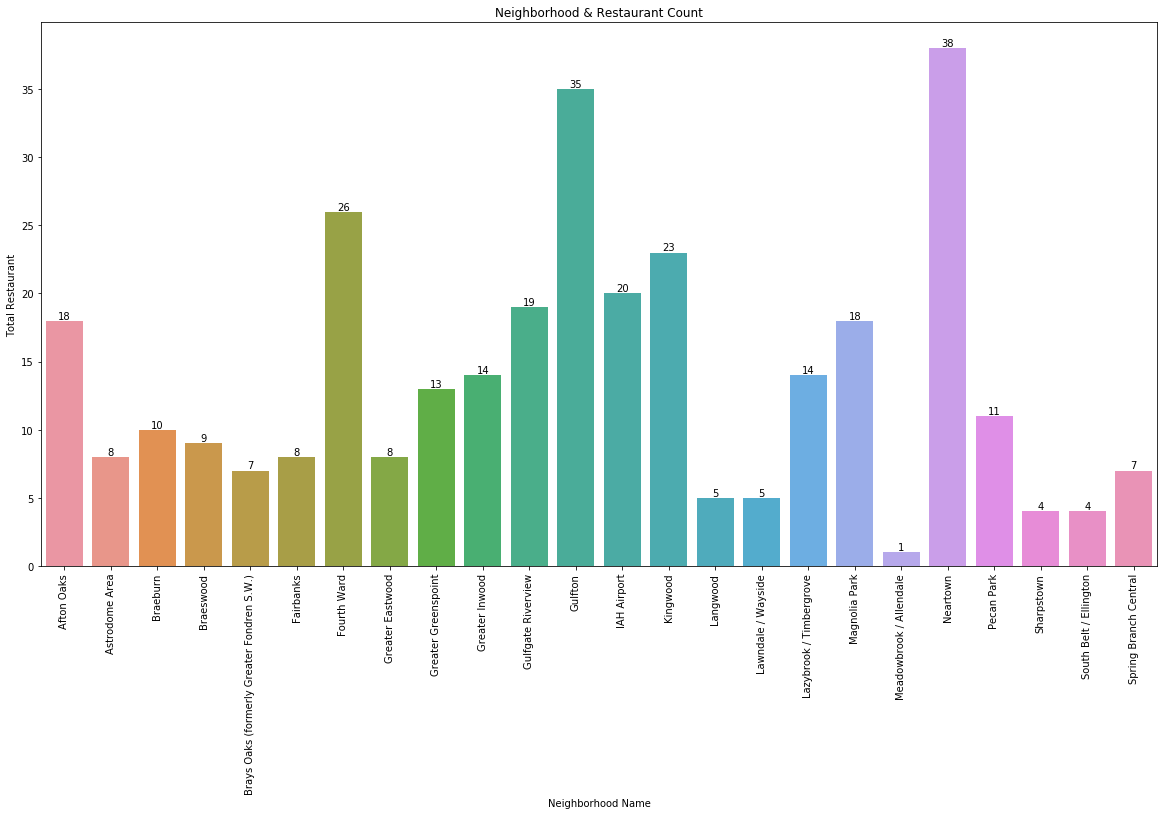 Neighborhood & Restaurant Count
Total Restaurant
35
30
25
20
15
10
5
0
18
8
10
9
7
8
26
8
13
14
19
35
20
23
5
5
14
18
1
38
11
4
4
7
Afton Oaks
Astrodome Area
Braeburn
Braeswood
Brays Oaks (formerly Greater Fondren S.W.)
Fairbanks
Fourth Ward
Greater Eastwood
Greater Greenspoint
Greater Inwood
Gulfgate Riverview
Gulfton
IAH Airport
Kingwood
Langwood
Lawndale / Wayside
Lazybrook / Timbergrove
Magnolia Park
Meadowbrook / Allendale
Neartown
Pecan Park
Sharpstown
South Belt / Ellington
Spring Branch Central
Neighborhood Name